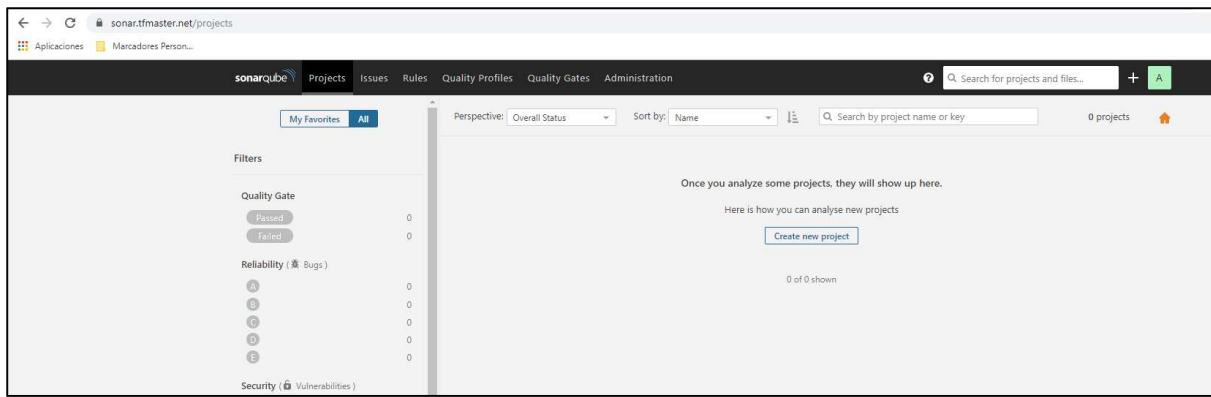 sonar.tfmaster.net/projects
Aplicaciones Marcadores Person...
sonarqube Projects Issues Rules Quality Profiles Quality Gates Administration ? Search for projects and files... + A
My Favorites All Perspective: Overall Status Sort by: Name Search by project name or key 0 projects
Filters
Once you analyze some projects, they will show up here.
Quality Gate
Here is how you can analyse new projects
Passed 0
Failed 0
Create new project
Reliability ( Bugs )
0 of 0 shown
A 0
B 0
C 0
D 0
E 0
Security ( Vulnerabilities )